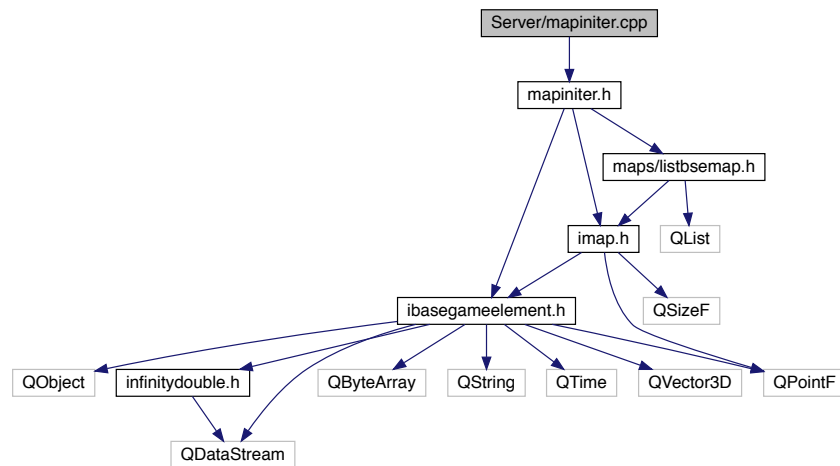 Server/mapiniter.cpp
mapiniter.h
maps/listbsemap.h
imap.h
QList
ibasegameelement.h
QSizeF
QObject
infinitydouble.h
QByteArray
QString
QTime
QVector3D
QPointF
QDataStream